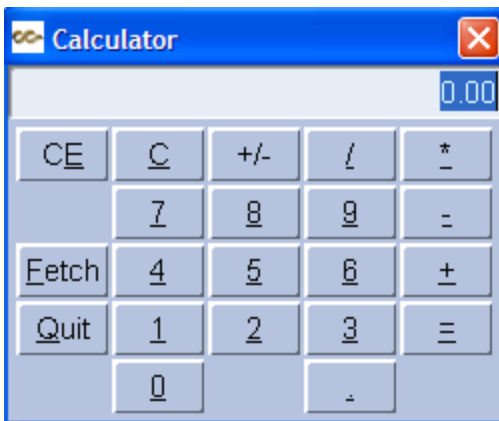 Calculator
0.00
CE C +/- / *
7 8 9 -
Fetch 4 5 6 +
Quit 1 2 3 =
0 .